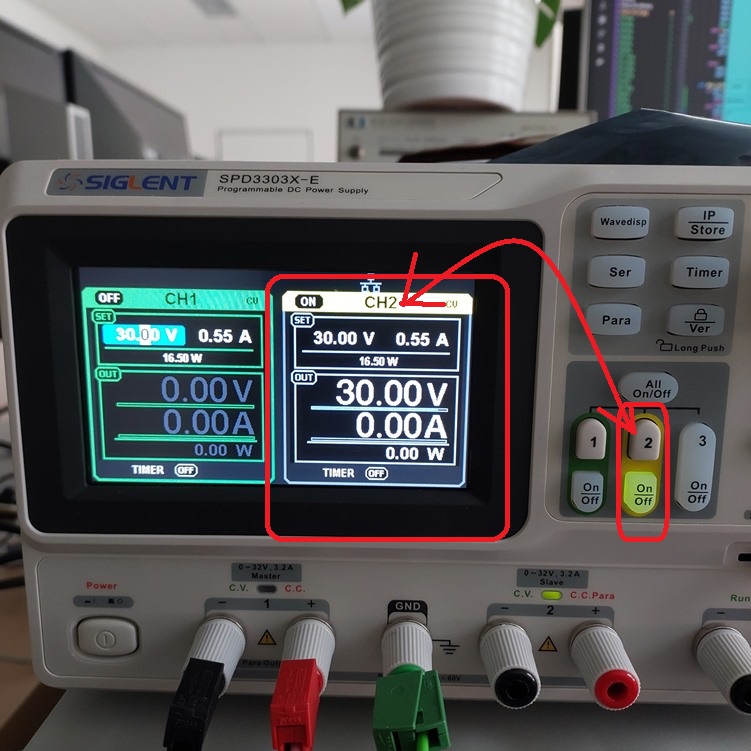 SIGLENT
SPD3303X-E
Programmable DC Power Supply
OFF CH1 CV
SET
30.00 V 0.55 A
16.50 W
OUT
0.00V
0.00A
0.00 W
TIMER OFF
ON CH2 CV
SET
30.00 V 0.55 A
16.50 W
OUT
30.00V
0.00A
0.00 W
TIMER OFF
Wavedisp
IP
Store
Ser
Timer
Para
Ver
Long Push
All
On/Off
1
2
3
On
Off
On
Off
On
Off
Power
0~32V, 3.2A
Master
C.V. C.C.
− 1 +
Para Out
GND
0~32V, 3.2A
Slave
C.V. C.C.Para
− 2 +
60V
Run
−